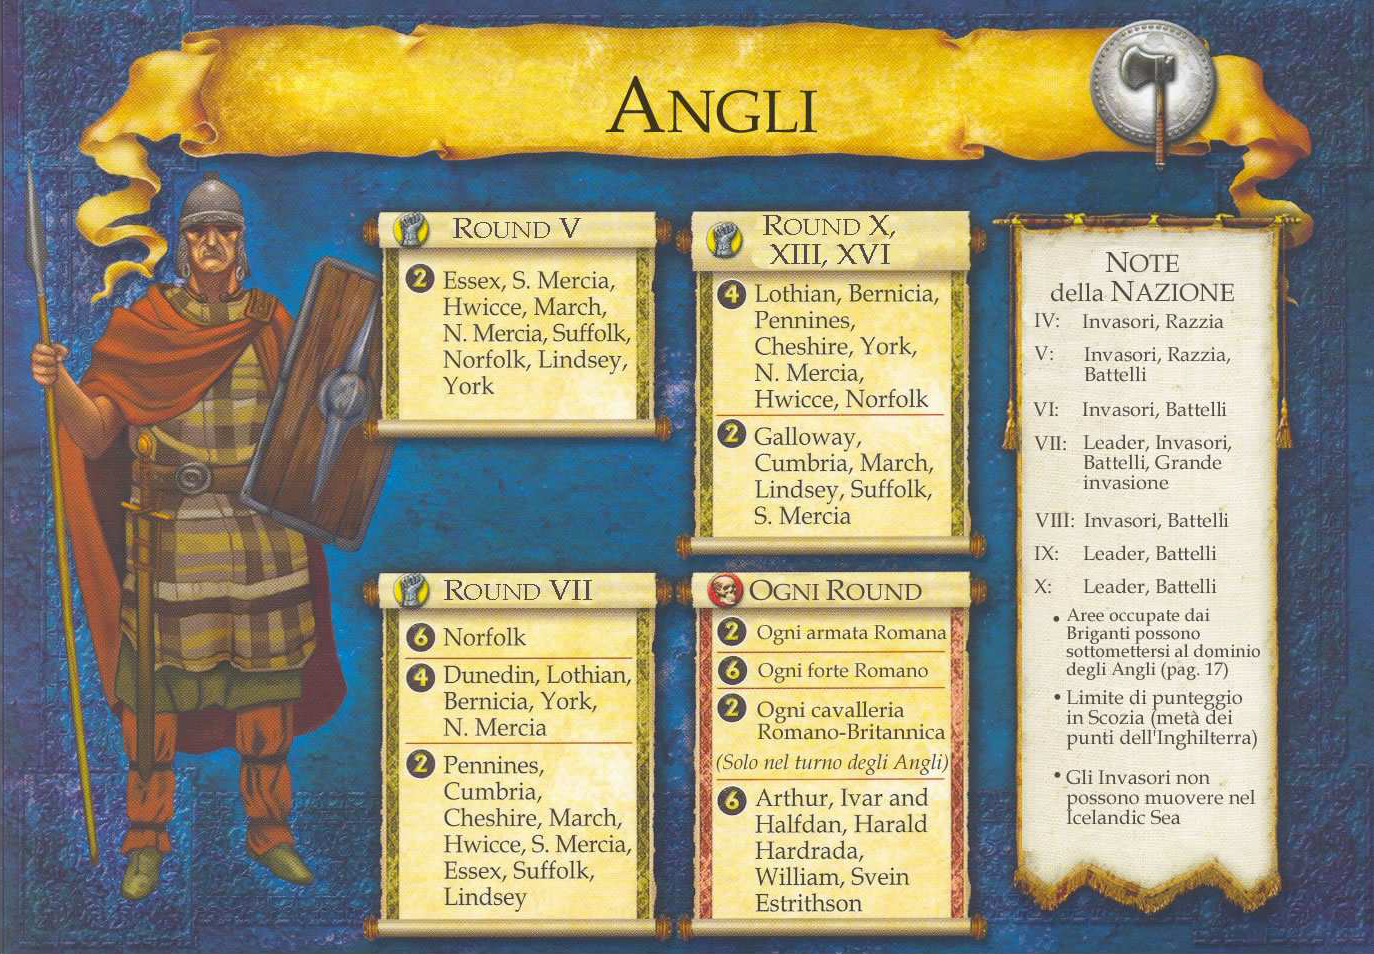 ANGLI
ROUND V
2 Essex, S. Mercia,
Hwicce, March,
N. Mercia, Suffolk,
Norfolk, Lindsey,
York
ROUND X,
XIII, XVI
4 Lothian, Bernicia,
Pennines,
Cheshire, York,
N. Mercia,
Hwicce, Norfolk
2 Galloway,
Cumbria, March,
Lindsey, Suffolk,
S. Mercia
ROUND VII
6 Norfolk
4 Dunedin, Lothian,
Bernicia, York,
N. Mercia
2 Pennines,
Cumbria,
Cheshire, March,
Hwicce, S. Mercia,
Essex, Suffolk,
Lindsey
OGNI ROUND
2 Ogni armata Romana
6 Ogni forte Romano
2 Ogni cavalleria
Romano-Britannica
(Solo nel turno degli Angli)
6 Arthur, Ivar and
Halfdan, Harald
Hardrada,
William, Svein
Estrithson
NOTE
della NAZIONE
IV: Invasori, Razzia
V: Invasori, Razzia,
Battelli
VI: Invasori, Battelli
VII: Leader, Invasori,
Battelli, Grande
invasione
VIII: Invasori, Battelli
IX: Leader, Battelli
X: Leader, Battelli
• Aree occupate dai
Briganti possono
sottomettersi al dominio
degli Angli (pag. 17)
• Limite di punteggio
in Scozia (metà dei
punti dell'Inghilterra)
• Gli Invasori non
possono muovere nel
Icelandic Sea